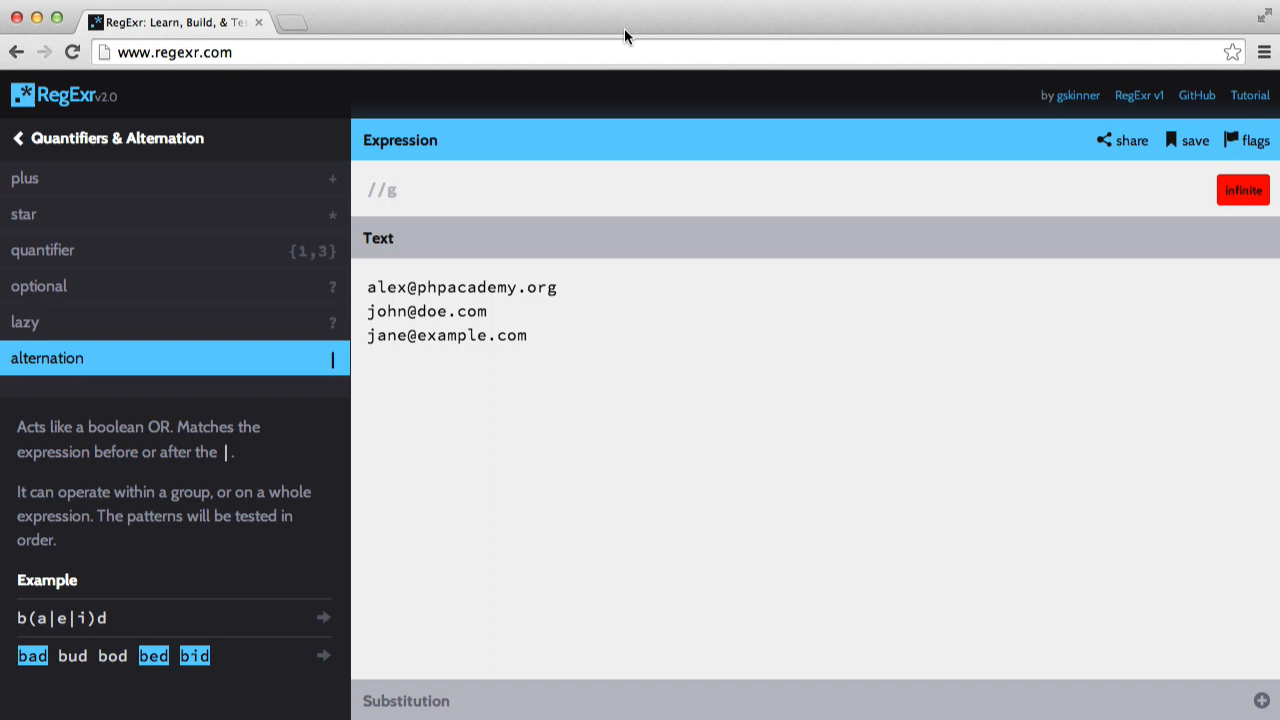 RegExr: Learn, Build, & Tes
www.regexr.com
.* RegExr v2.0
by gskinner RegExr v1 GitHub Tutorial
Quantifiers & Alternation
plus +
star *
quantifier {1,3}
optional ?
lazy ?
alternation |
Acts like a boolean OR. Matches the
expression before or after the |.
It can operate within a group, or on a whole
expression. The patterns will be tested in
order.
Example
b(a|e|i)d
bad bud bod bed bid
Expression
share save flags
//g
infinite
Text
alex@phpacademy.org
john@doe.com
jane@example.com
Substitution